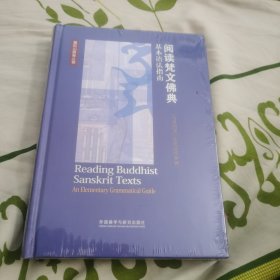 阅读梵文佛典
基本语法指南
Reading Buddhist
Sanskrit Texts
An Elementary Grammatical Guide
外语教学与研究出版社